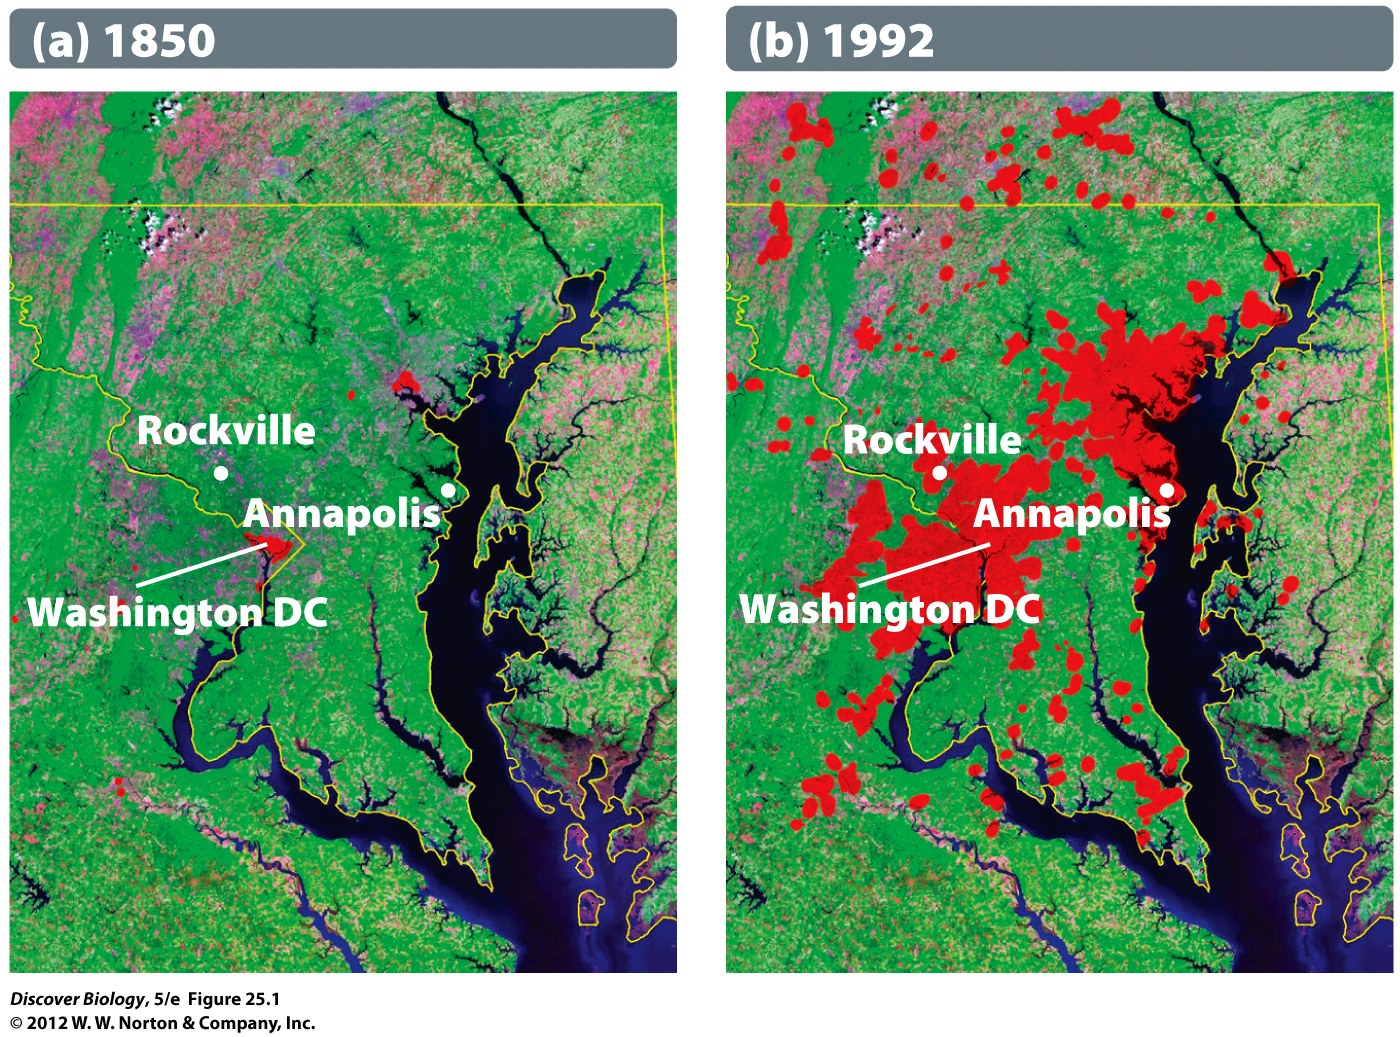 (a) 1850
(b) 1992
Rockville
Annapolis
Washington DC
Rockville
Annapolis
Washington DC
Discover Biology, 5/e Figure 25.1
© 2012 W. W. Norton & Company, Inc.